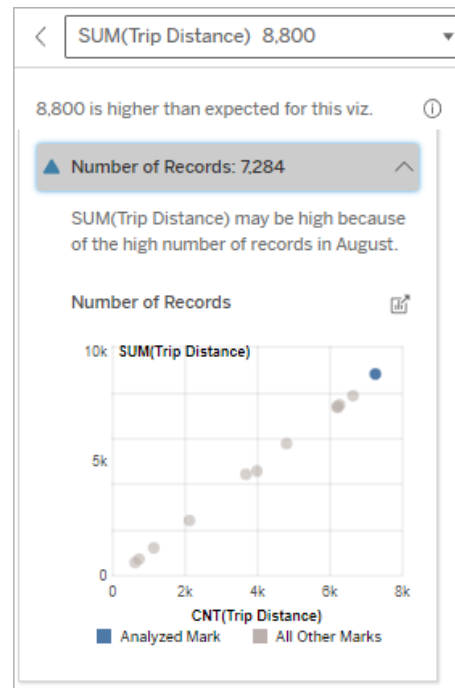 SUM(Trip Distance) 8,800
8,800 is higher than expected for this viz.
Number of Records: 7,284
SUM(Trip Distance) may be high because
of the high number of records in August.
Number of Records
10k
SUM(Trip Distance)
5k
0
0 2k 4k 6k 8k
CNT(Trip Distance)
Analyzed Mark All Other Marks